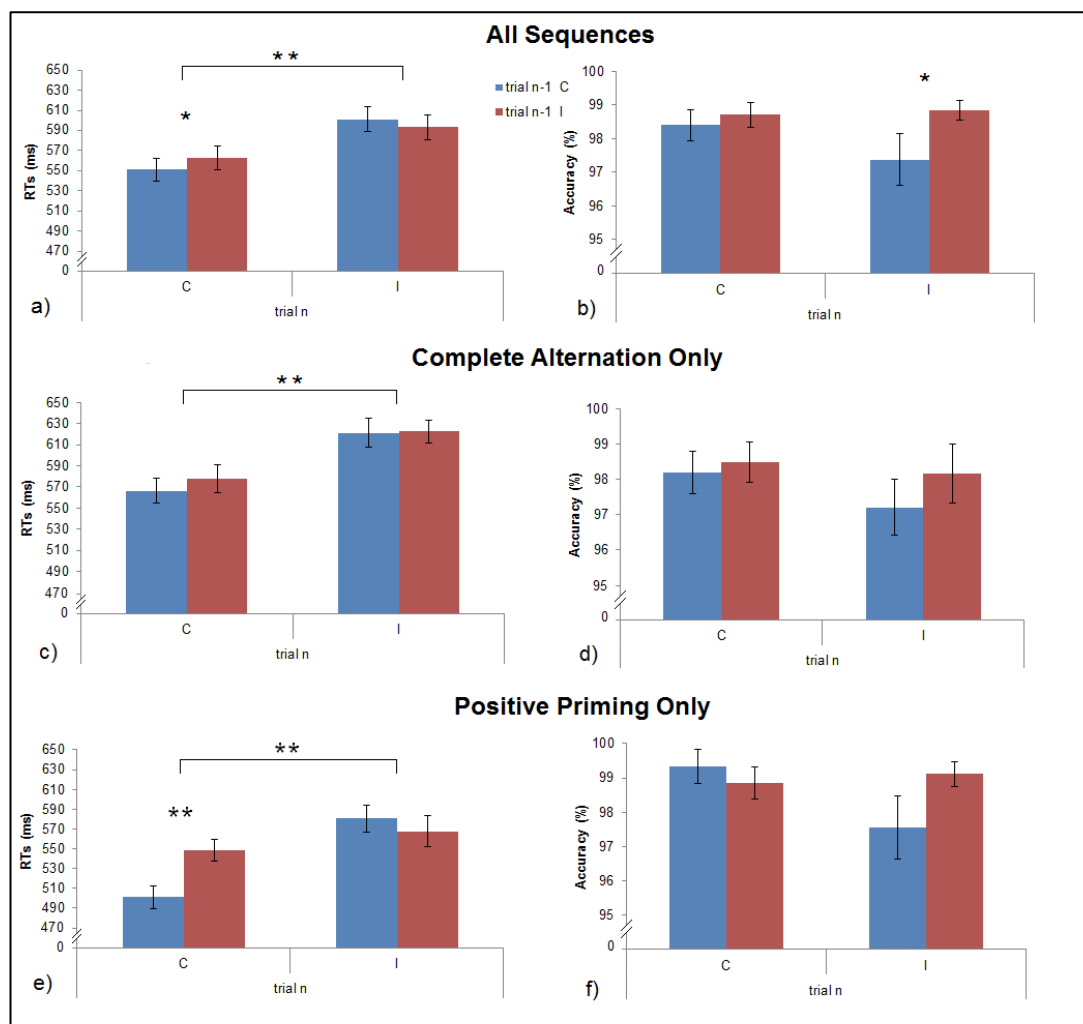 All Sequences
650
630
610
590
570
550
530
510
490
470
0
RTs (ms)
* *
*
C
I
trial n
a)
trial n-1 C
trial n-1 I
100
99
98
97
96
95
0
Accuracy (%)
*
C
I
trial n
b)
Complete Alternation Only
650
630
610
590
570
550
530
510
490
470
0
RTs (ms)
* *
C
I
trial n
c)
100
99
98
97
96
95
0
Accuracy (%)
C
I
trial n
d)
Positive Priming Only
650
630
610
590
570
550
530
510
490
470
0
RTs (ms)
* *
**
C
I
trial n
e)
100
99
98
97
96
95
0
Accuracy (%)
C
I
trial n
f)